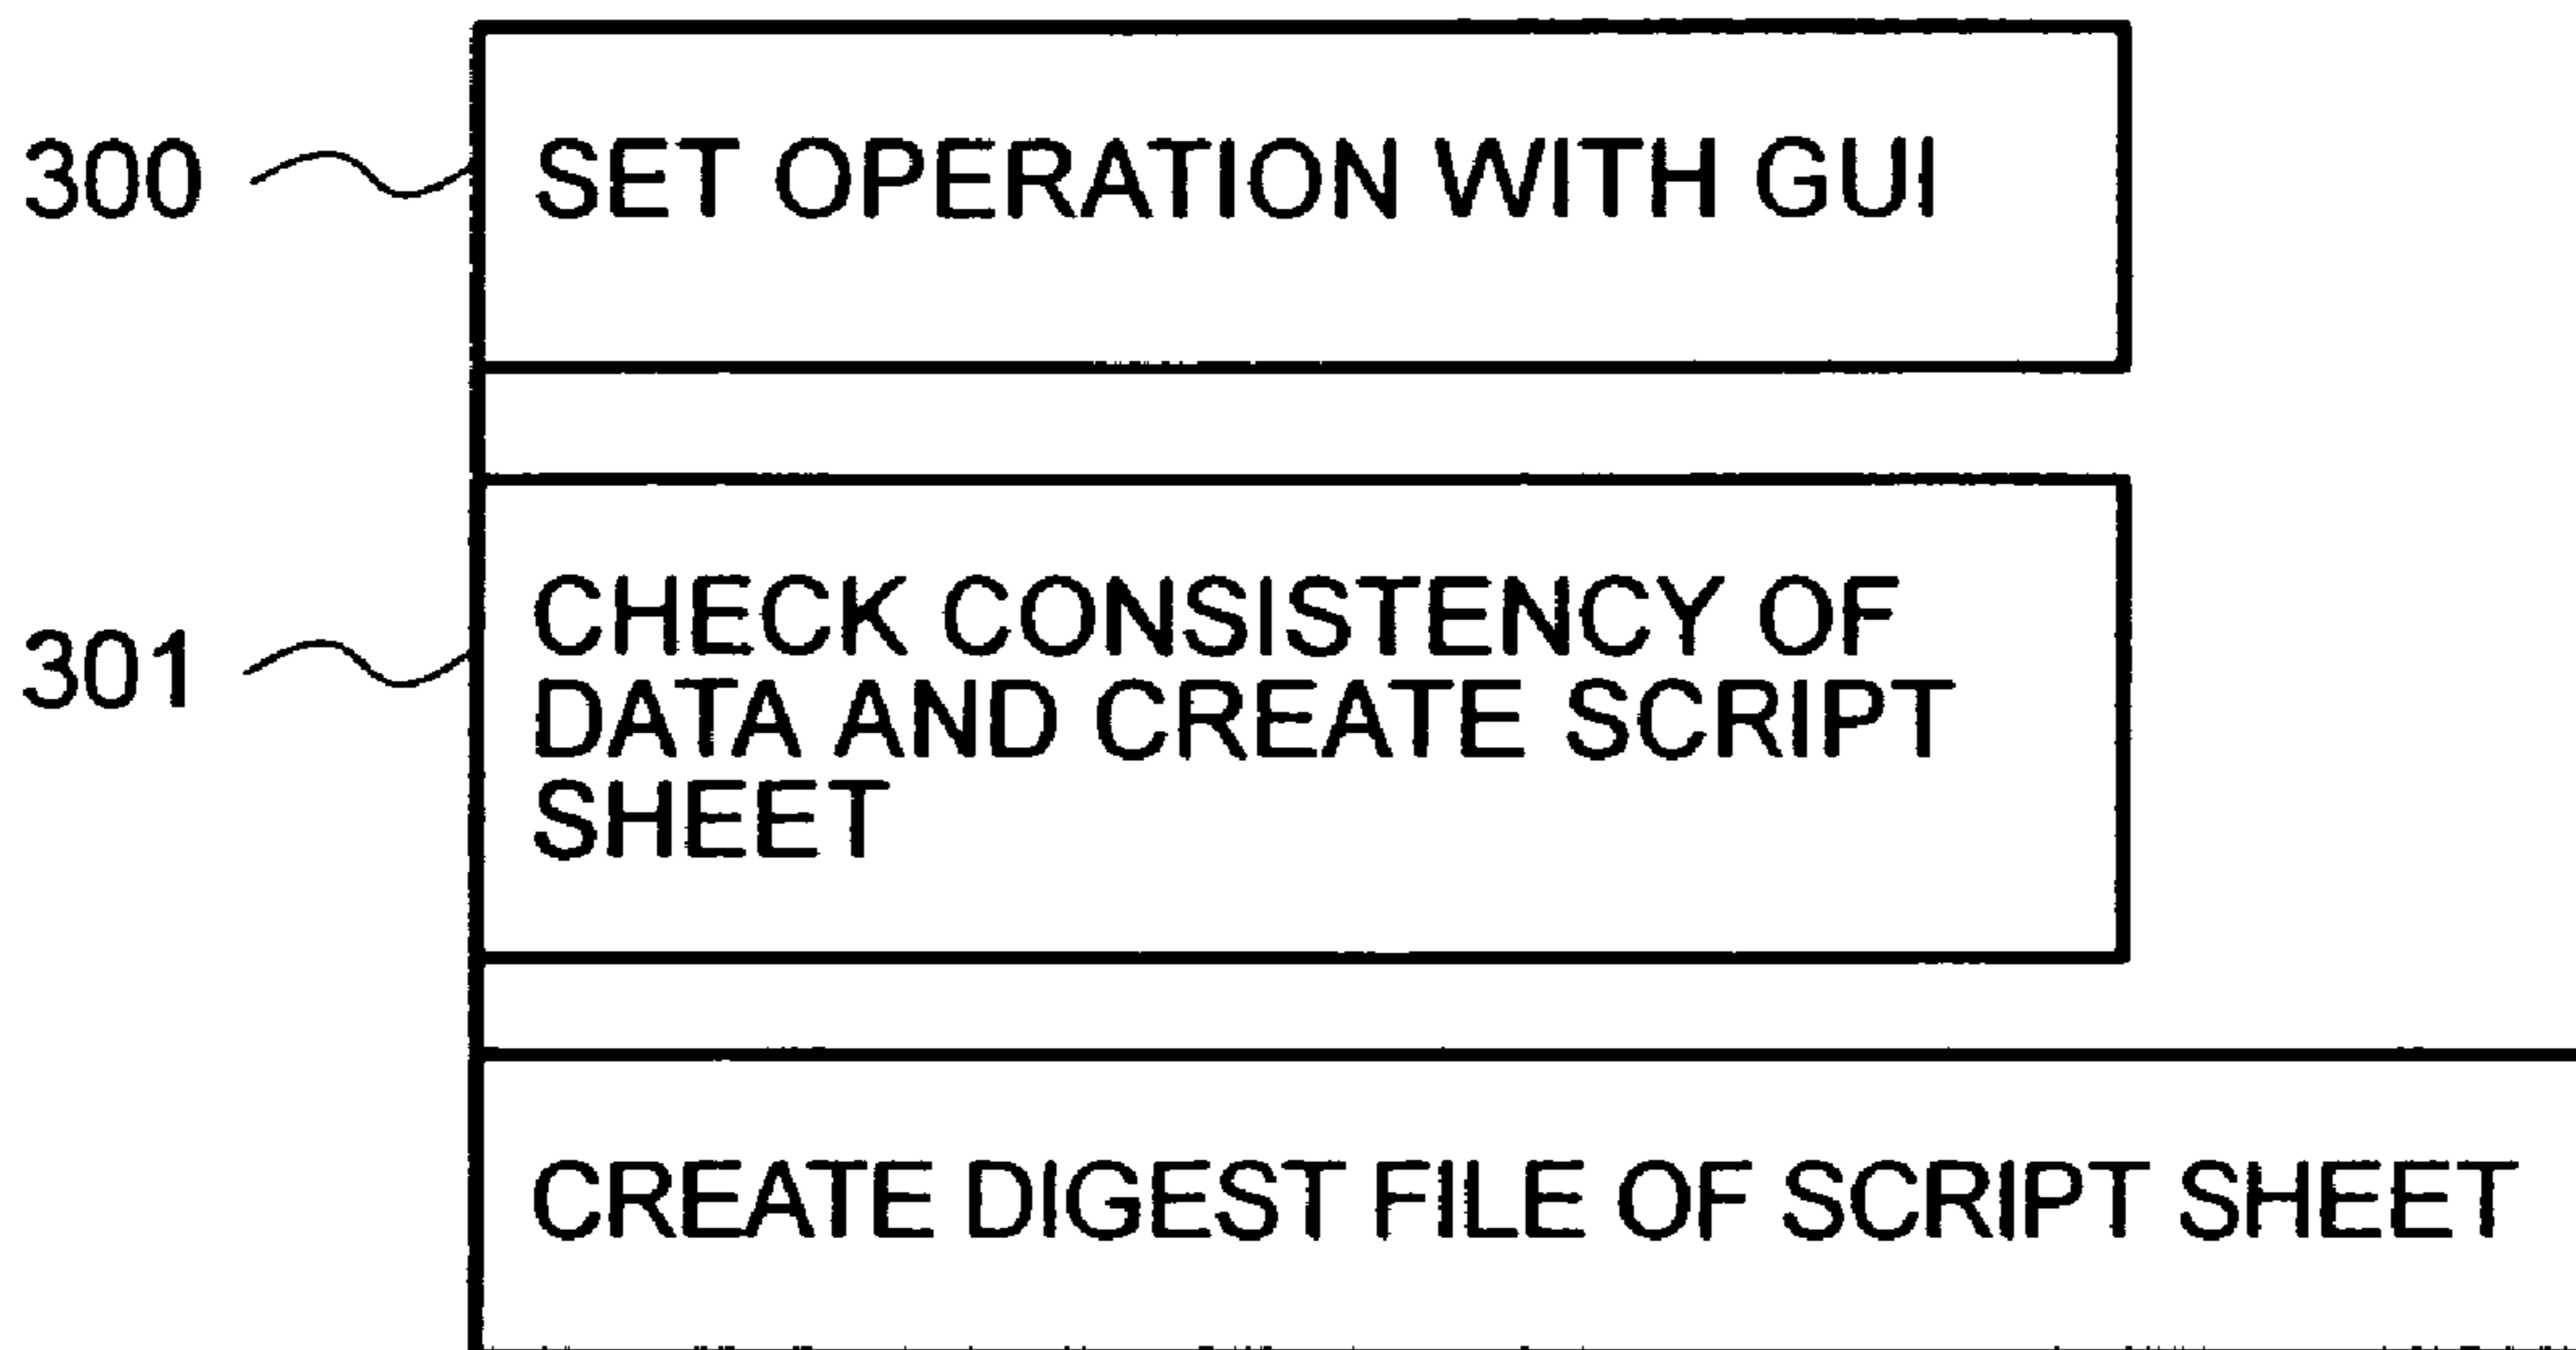 300 SET OPERATION WITH GUI
CHECK CONSISTENCY OF
301 DATA AND CREATE SCRIPT
SHEET
CREATE DIGEST FILE OF SCRIPT SHEET